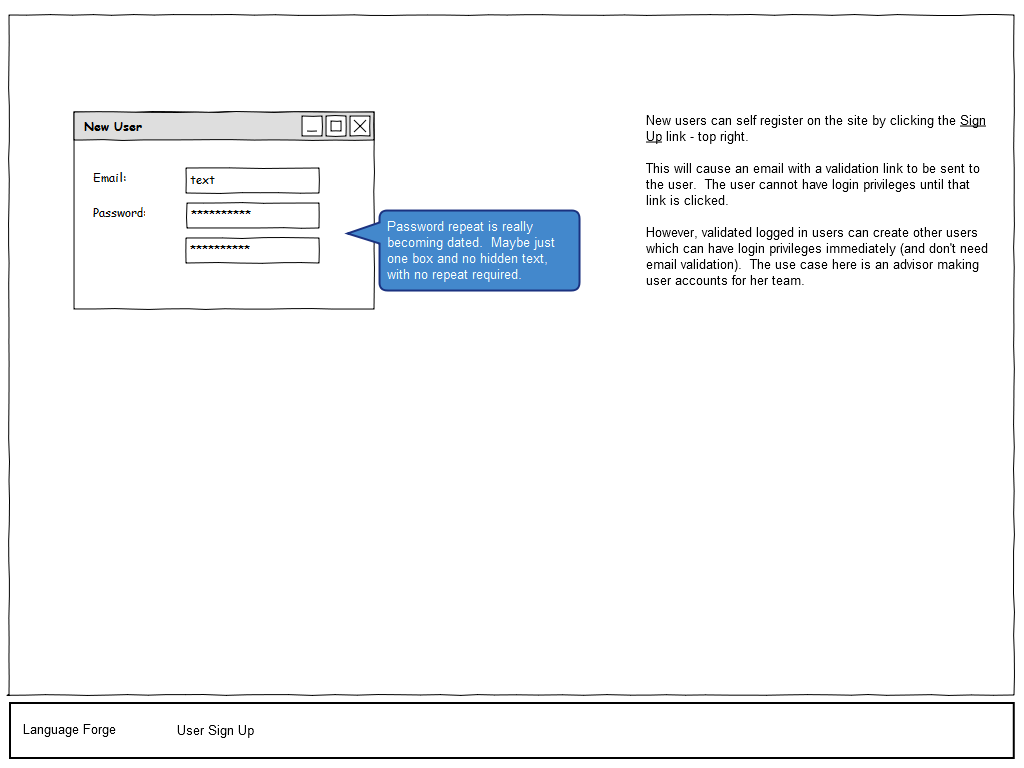 New User
Email:
text
Password:
**********
**********
Password repeat is really
becoming dated.  Maybe just
one box and no hidden text,
with no repeat required.
New users can self register on the site by clicking the Sign
Up link - top right.
This will cause an email with a validation link to be sent to
the user.  The user cannot have login privileges until that
link is clicked.
However, validated logged in users can create other users
which can have login privileges immediately (and don't need
email validation).  The use case here is an advisor making
user accounts for her team.
Language Forge
User Sign Up